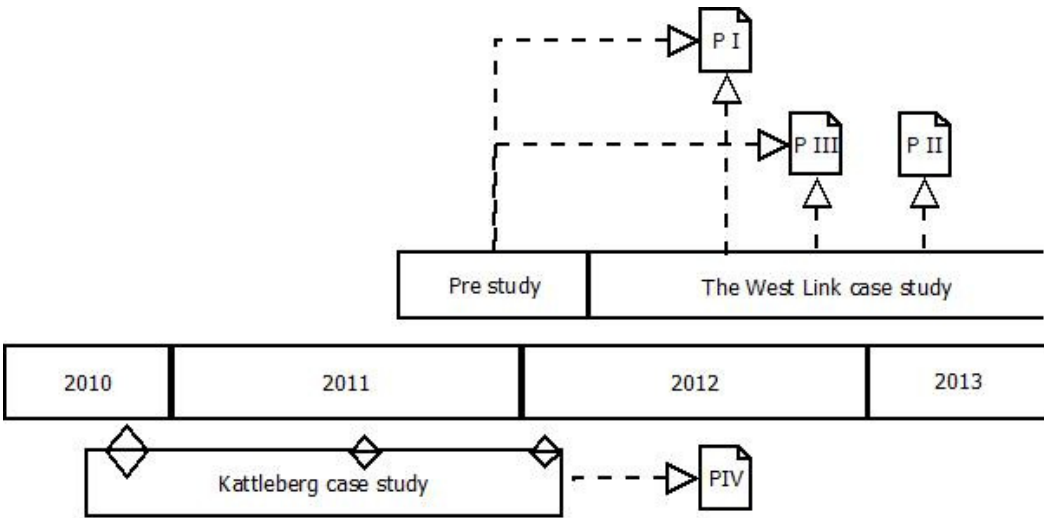 P I
P III
P II
Pre study
The West Link case study
2010
2011
2012
2013
Kattleberg case study
PIV